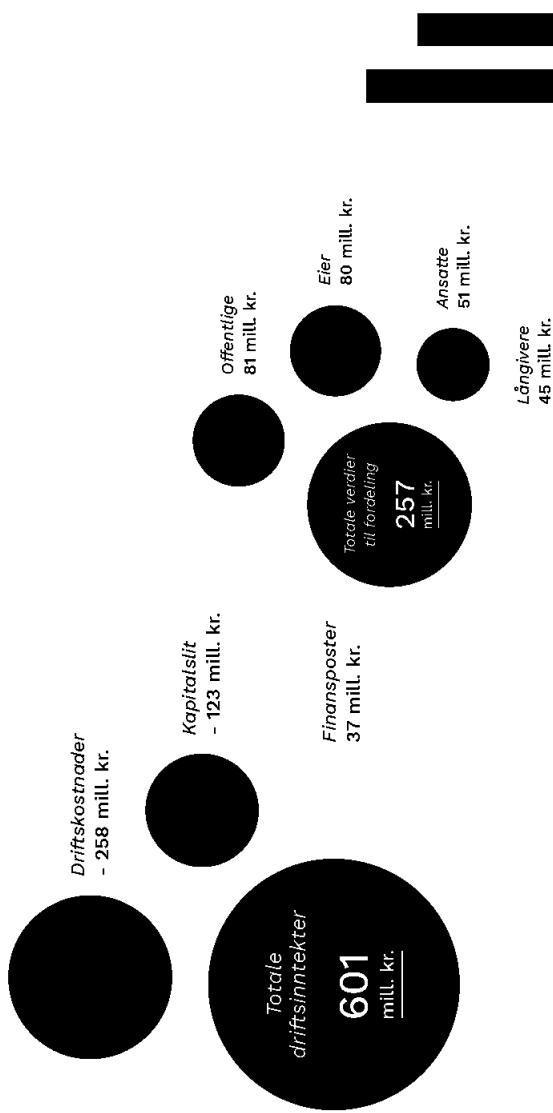 Totale
driftsinntekter
601
mill. kr.
Driftskostnader
- 258 mill. kr.
Kapitalslit
- 123 mill. kr.
Finansposter
37 mill. kr.
Totale verdier
til fordeling
257
mill. kr.
Offentlige
81 mill. kr.
Eier
80 mill. kr.
Ansatte
51 mill. kr.
Långivere
45 mill. kr.